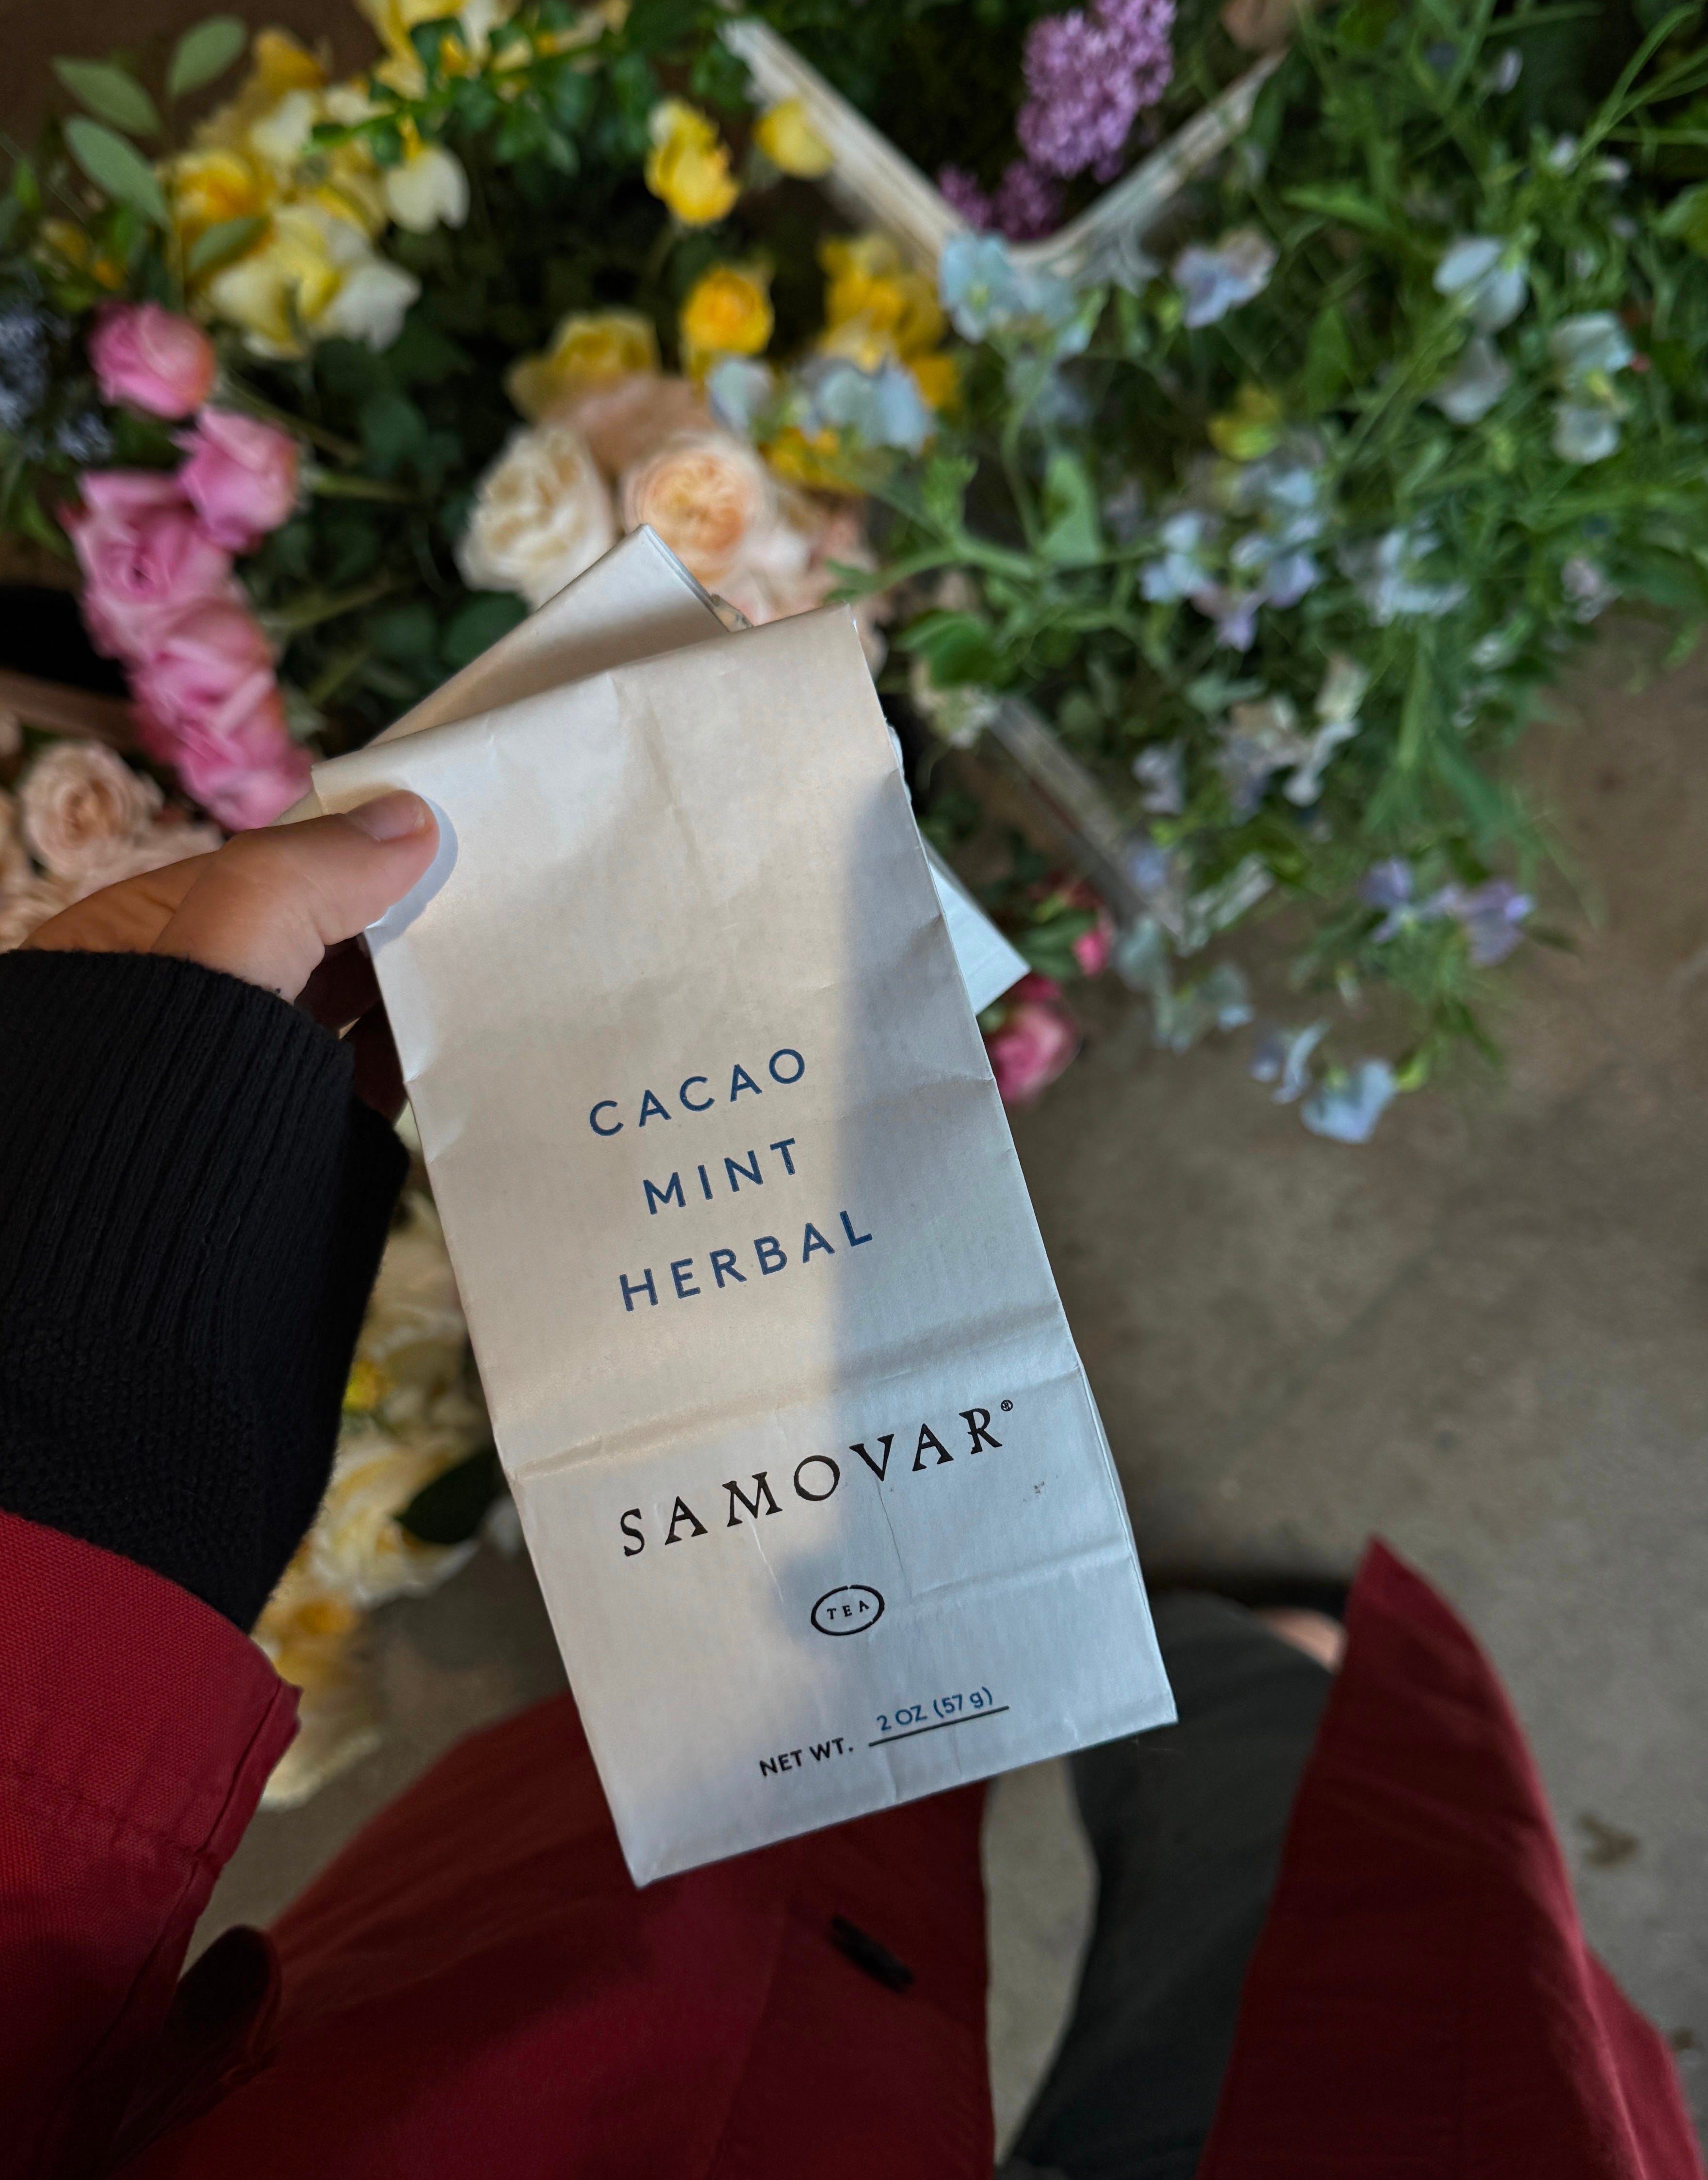 CACAO
MINT
HERBAL
SAMOVAR®
TEA
NET WT. 2 OZ (57 g)